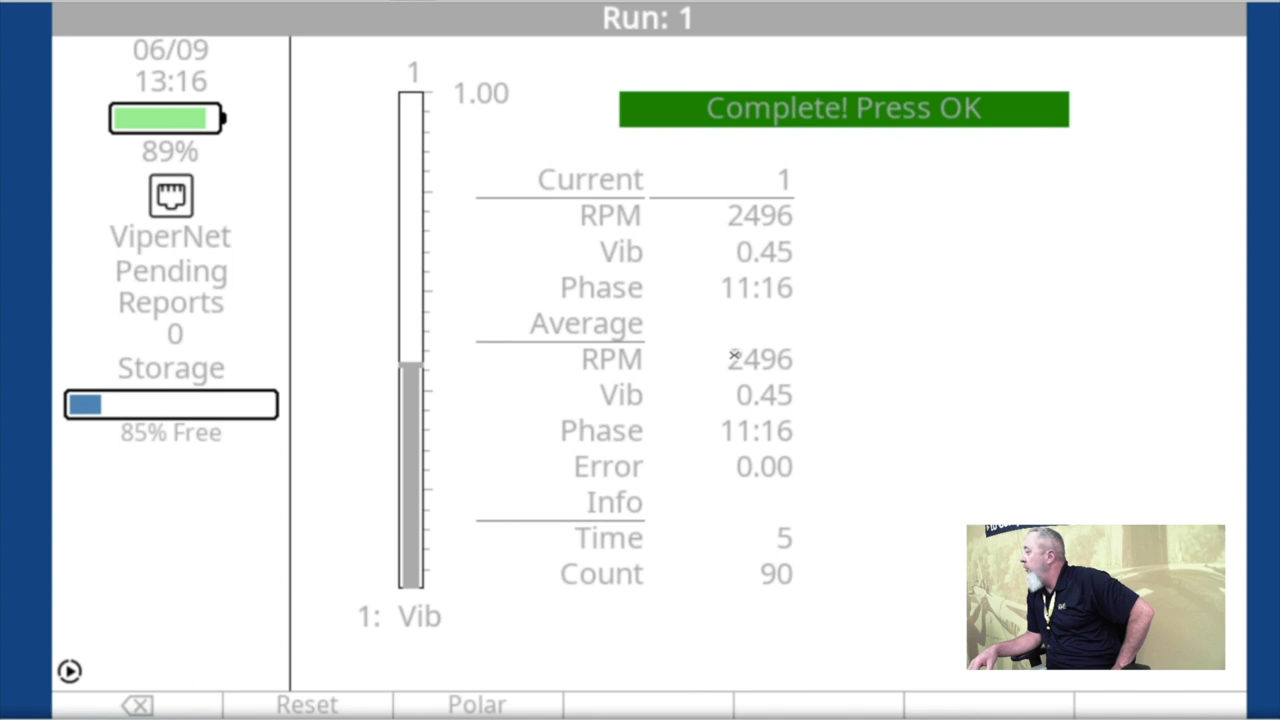 Run: 1
06/09
13:16
89%
ViperNet
Pending
Reports
0
Storage
85% Free
1
1.00
1: Vib
Complete! Press OK
Current 1
RPM 2496
Vib 0.45
Phase 11:16
Average
RPM 2496
Vib 0.45
Phase 11:16
Error 0.00
Info
Time 5
Count 90
Reset Polar